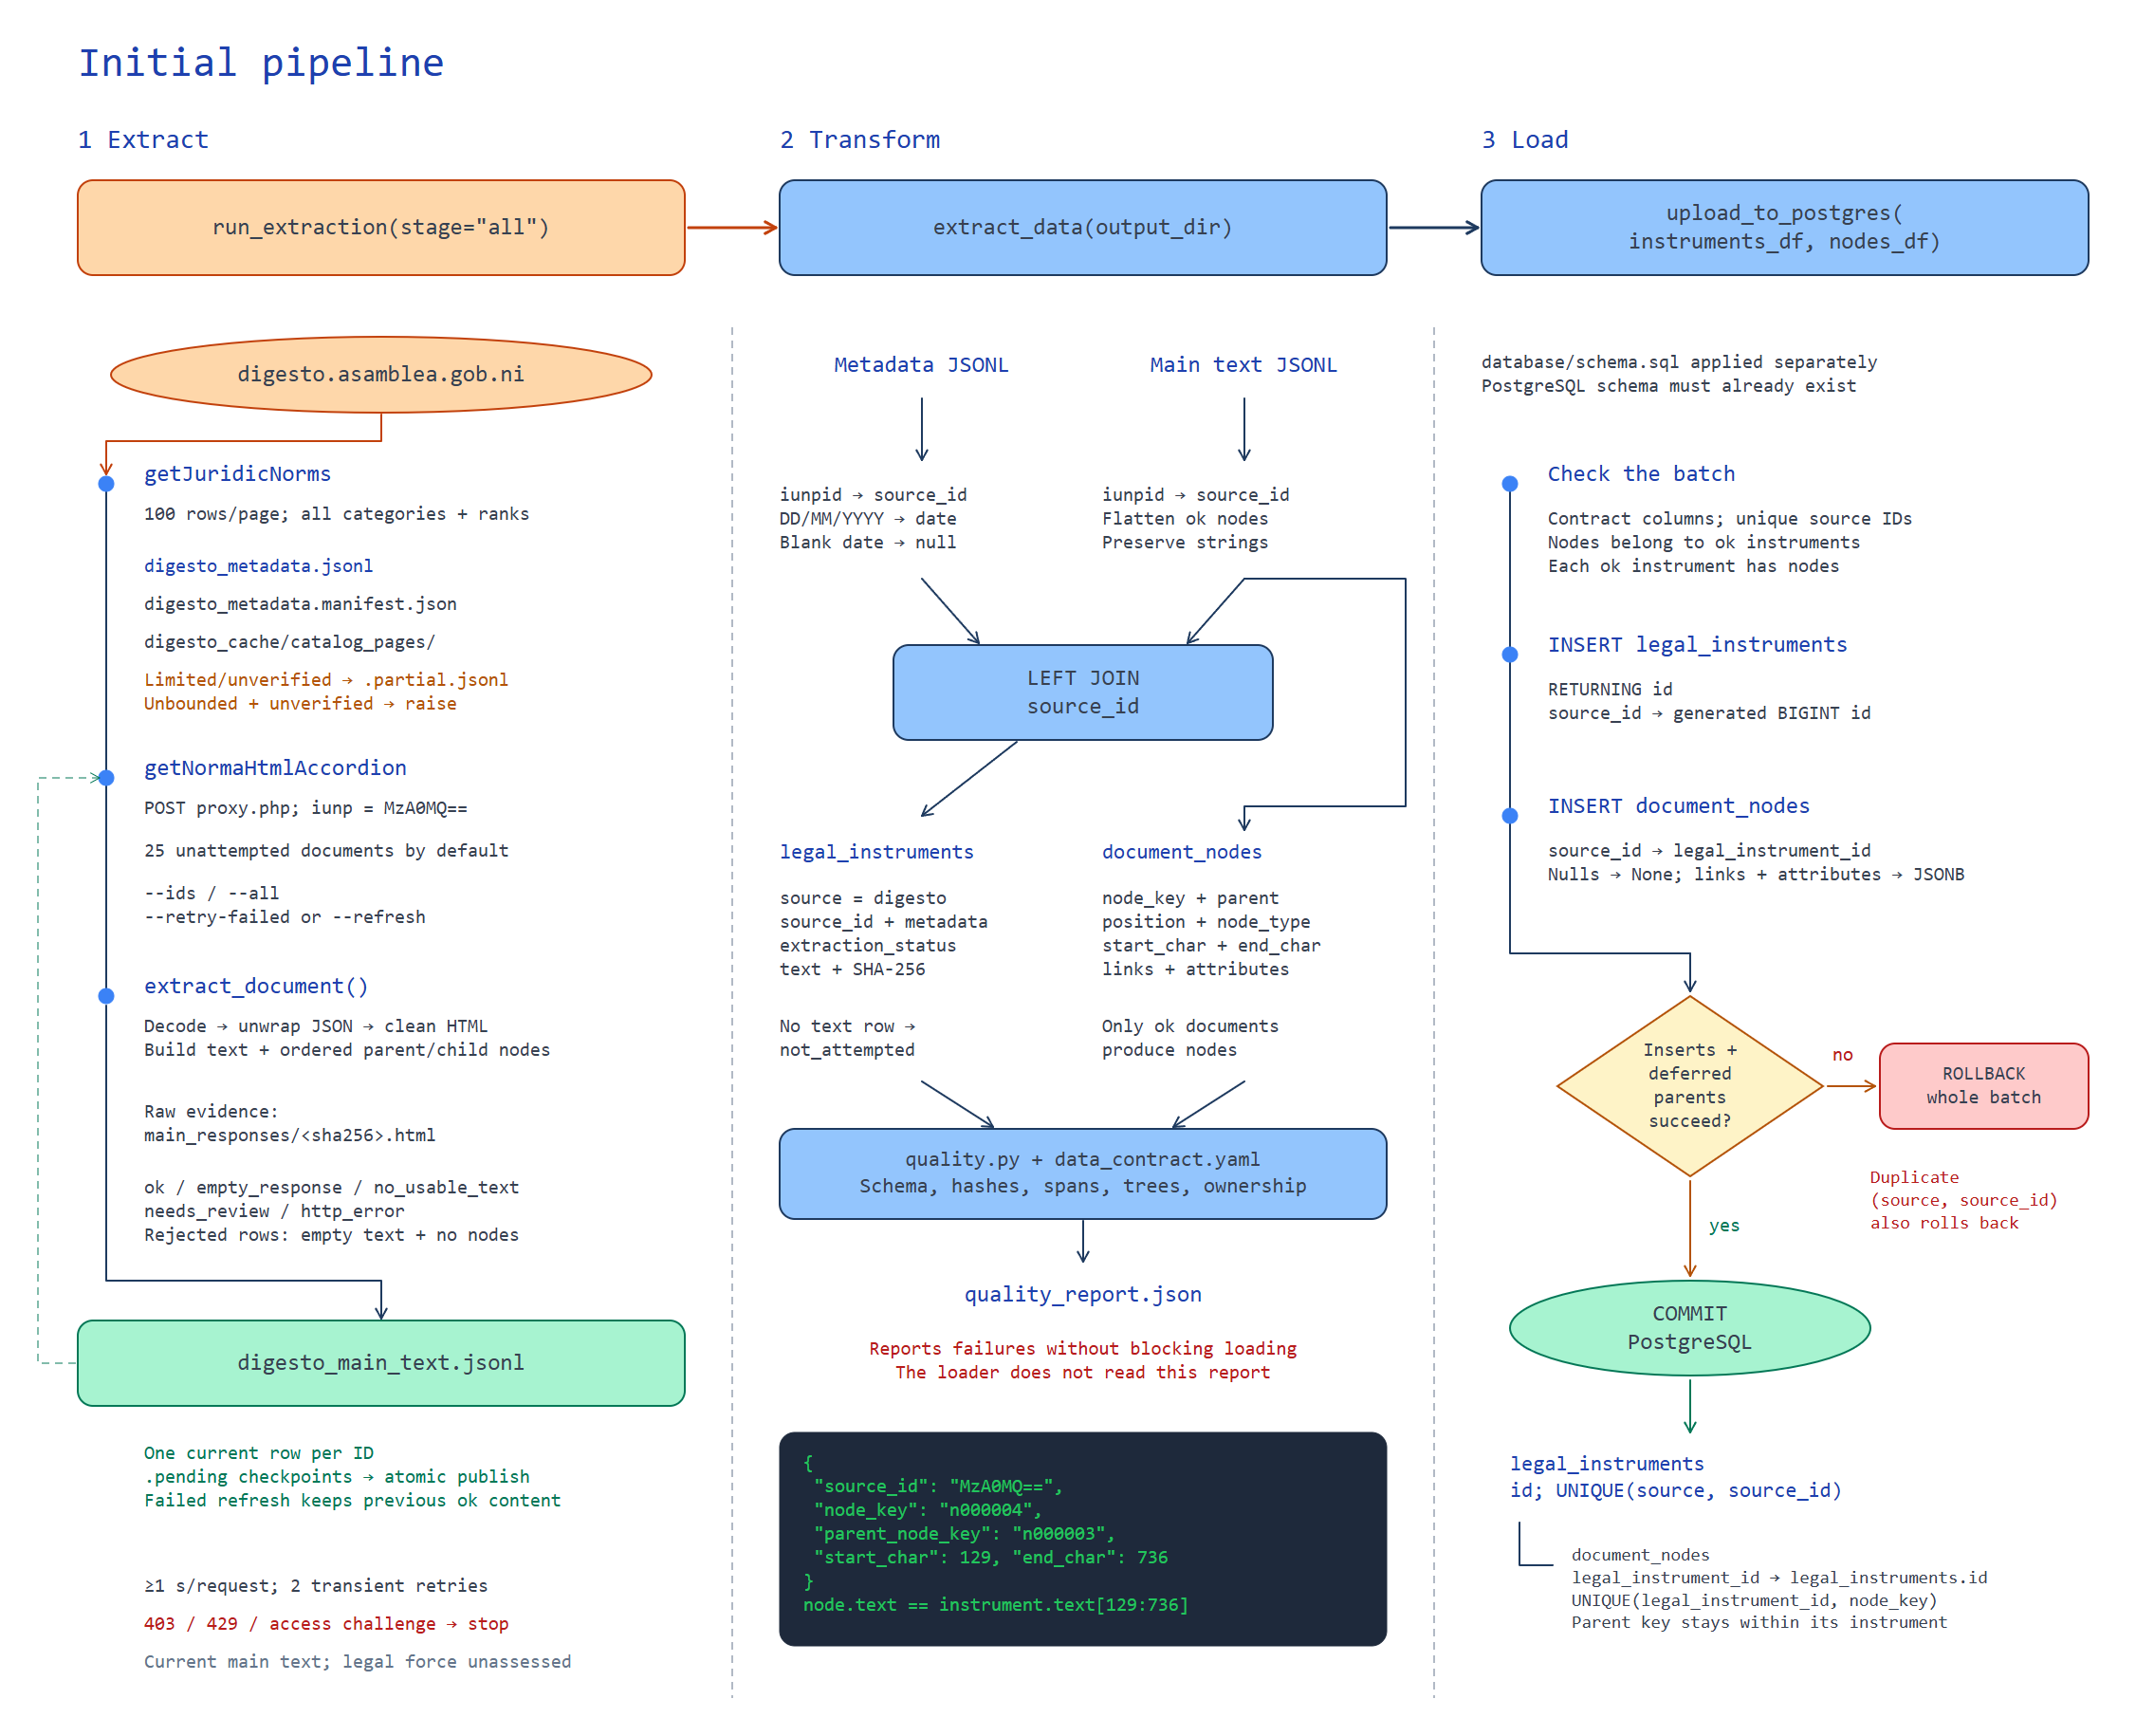 Initial pipeline
1 Extract
run_extraction(stage="all")
digesto.asamblea.gob.ni
getJuridicNorms
100 rows/page; all categories + ranks
digesto_metadata.jsonl
digesto_metadata.manifest.json
digesto_cache/catalog_pages/
Limited/unverified → .partial.jsonl
Unbounded + unverified → raise
getNormaHtmlAccordion
POST proxy.php; iunp = MzA0MQ==
25 unattempted documents by default
--ids / --all
--retry-failed or --refresh
extract_document()
Decode → unwrap JSON → clean HTML
Build text + ordered parent/child nodes
Raw evidence:
main_responses/<sha256>.html
ok / empty_response / no_usable_text
needs_review / http_error
Rejected rows: empty text + no nodes
digesto_main_text.jsonl
One current row per ID
.pending checkpoints → atomic publish
Failed refresh keeps previous ok content
≥1 s/request; 2 transient retries
403 / 429 / access challenge → stop
Current main text; legal force unassessed
2 Transform
extract_data(output_dir)
Metadata JSONL
iunpid → source_id
DD/MM/YYYY → date
Blank date → null
Main text JSONL
iunpid → source_id
Flatten ok nodes
Preserve strings
LEFT JOIN
source_id
legal_instruments
source = digesto
source_id + metadata
extraction_status
text + SHA-256
No text row →
not_attempted
document_nodes
node_key + parent
position + node_type
start_char + end_char
links + attributes
Only ok documents
produce nodes
quality.py + data_contract.yaml
Schema, hashes, spans, trees, ownership
quality_report.json
Reports failures without blocking loading
The loader does not read this report
{
"source_id": "MzA0MQ==",
"node_key": "n000004",
"parent_node_key": "n000003",
"start_char": 129, "end_char": 736
}
node.text == instrument.text[129:736]
3 Load
upload_to_postgres(
instruments_df, nodes_df)
database/schema.sql applied separately
PostgreSQL schema must already exist
Check the batch
Contract columns; unique source IDs
Nodes belong to ok instruments
Each ok instrument has nodes
INSERT legal_instruments
RETURNING id
source_id → generated BIGINT id
INSERT document_nodes
source_id → legal_instrument_id
Nulls → None; links + attributes → JSONB
Inserts +
deferred
parents
succeed?
no
ROLLBACK
whole batch
Duplicate
(source, source_id)
also rolls back
yes
COMMIT
PostgreSQL
legal_instruments
id; UNIQUE(source, source_id)
document_nodes
legal_instrument_id → legal_instruments.id
UNIQUE(legal_instrument_id, node_key)
Parent key stays within its instrument